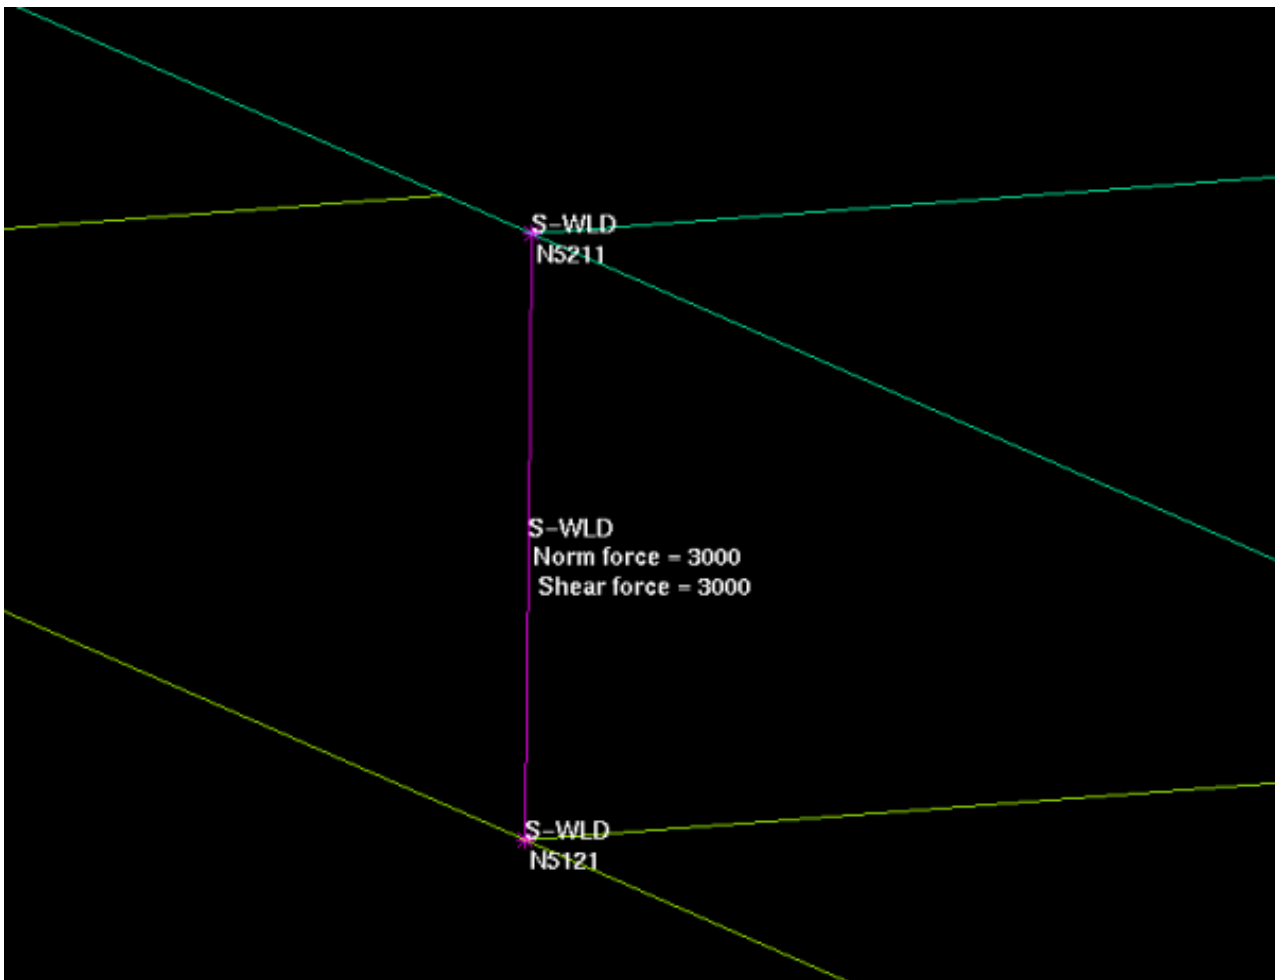 S-WLD
N5211
S-WLD
Norm force = 3000
Shear force = 3000
S-WLD
N5121